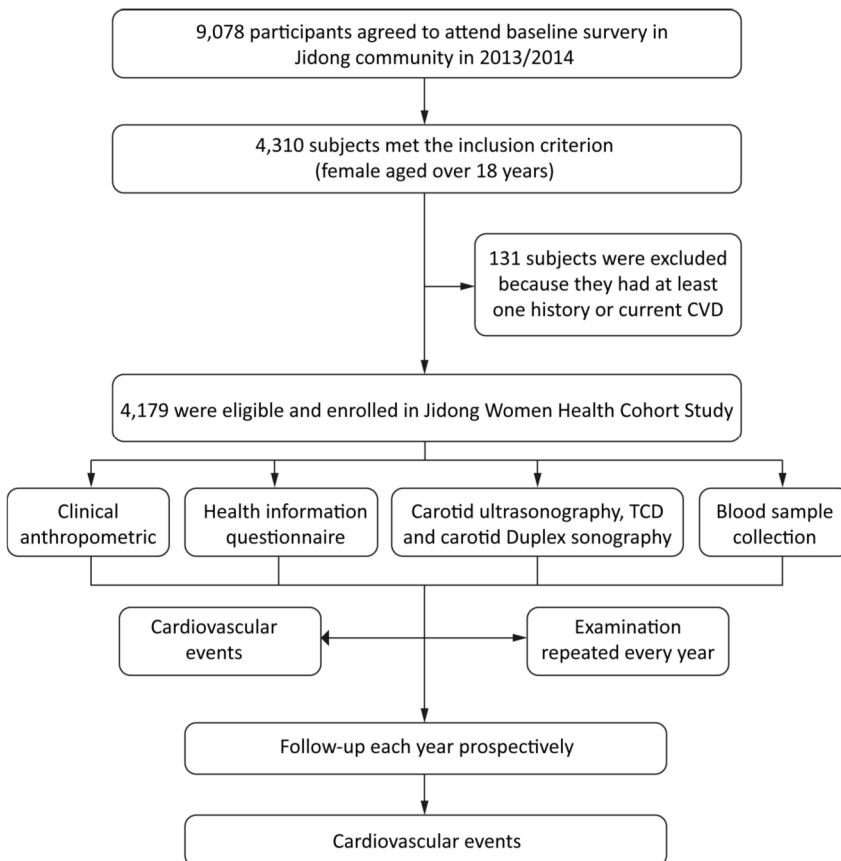 9,078 participants agreed to attend baseline survery in
Jidong community in 2013/2014
4,310 subjects met the inclusion criterion
(female aged over 18 years)
131 subjects were excluded
because they had at least
one history or current CVD
4,179 were eligible and enrolled in Jidong Women Health Cohort Study
Clinical
anthropometric
Health information
questionnaire
Carotid ultrasonography, TCD
and carotid Duplex sonography
Blood sample
collection
Cardiovascular
events
Examination
repeated every year
Follow-up each year prospectively
Cardiovascular events